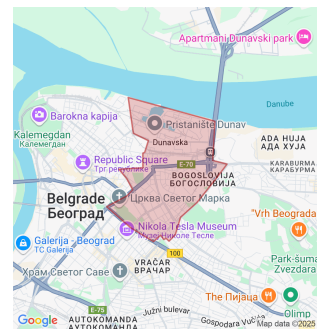 Apartmani Dunavski park
Danube
Barokna kapija
Pristanište Dunav
Kalemegdan
Калемегдан
Dunavska
ADA HUJA
АДА ХУЈА
Republic Square
Трг републике
E-70
KARABURMA
КАРАБУРМА
BOGOSLOVIJA
БОГОСЛОВИЈА
Belgrade
Београд
Црква Светог Марка
"Vrb Beograda
Nikola Tesla Museum
Музеј Николе Тесле
Galerija - Beograd
TC Galerija
100
VRAČAR
ВРАЧАР
Храм Светог Саве
Park-šuma
Zvezdara
The Пијаца
Olimp
E-75
Južni bulevar
Gospodara Vučića
AUTOKOMANDA
АУТОКОМАНДА
Google
Map data ©2025